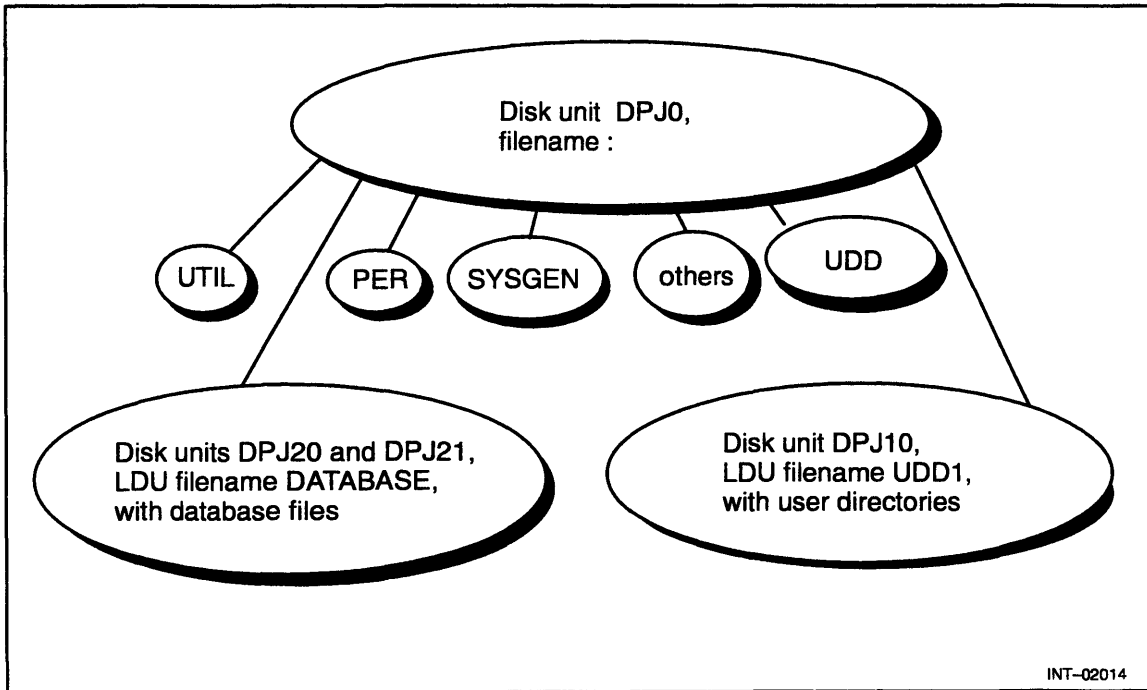 Disk unit DPJ0,
filename :
UTIL
PER
SYSGEN
others
UDD
Disk units DPJ20 and DPJ21,
LDU filename DATABASE,
with database files
Disk unit DPJ10,
LDU filename UDD1,
with user directories
INT-02014